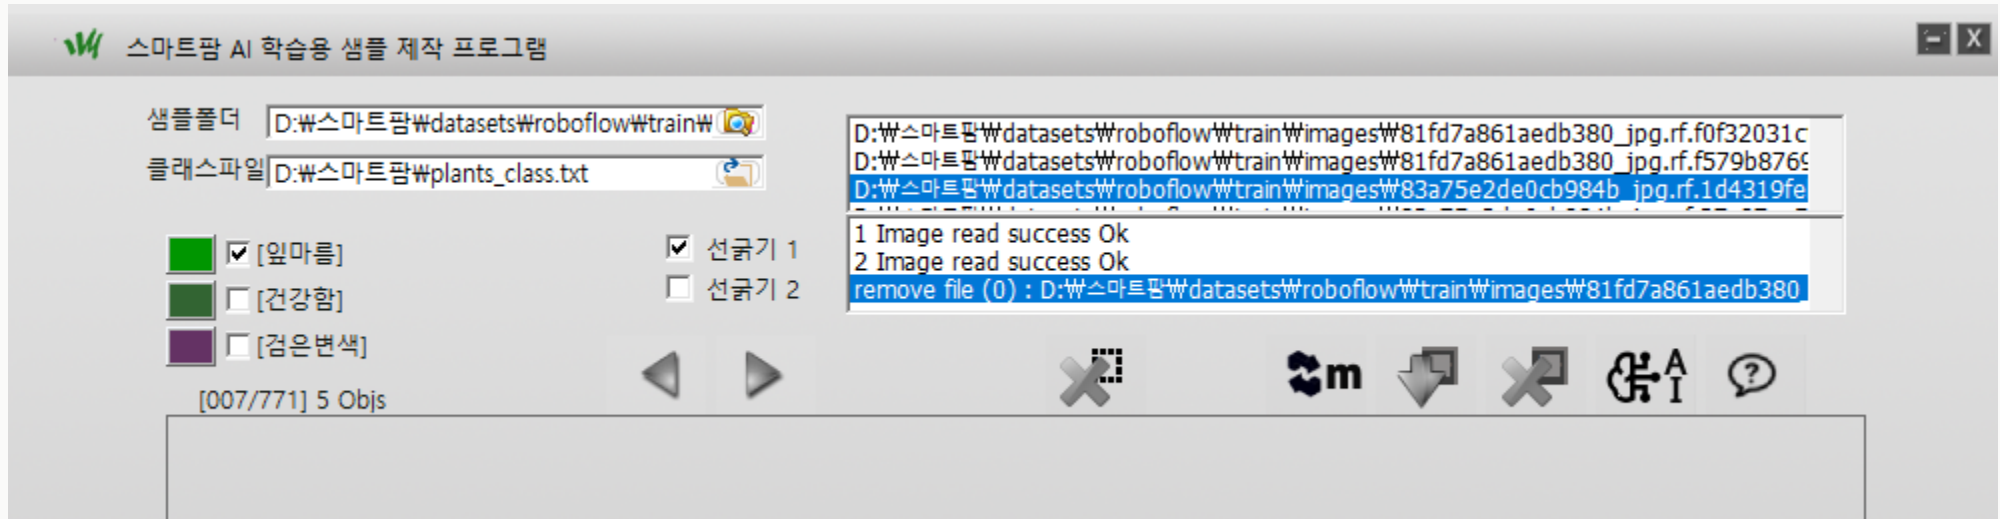 스마트팜 AI 학습용 샘플 제작 프로그램
샘플폴더 D:₩스마트팜₩datasets₩roboflow₩train₩
클래스파일 D:₩스마트팜₩plants_class.txt
D:₩스마트팜₩datasets₩roboflow₩train₩images₩81fd7a861aedb380_jpg.rf.f0f32031c
D:₩스마트팜₩datasets₩roboflow₩train₩images₩81fd7a861aedb380_jpg.rf.f579b8769
D:₩스마트팜₩datasets₩roboflow₩train₩images₩83a75e2de0cb984b_jpg.rf.1d4319fe
1 Image read success Ok
2 Image read success Ok
remove file (0) : D:₩스마트팜₩datasets₩roboflow₩train₩images₩81fd7a861aedb380_
[잎마름]
[건강함]
[검은변색]
선굵기 1
선굵기 2
[007/771] 5 Objs
m
AI
?